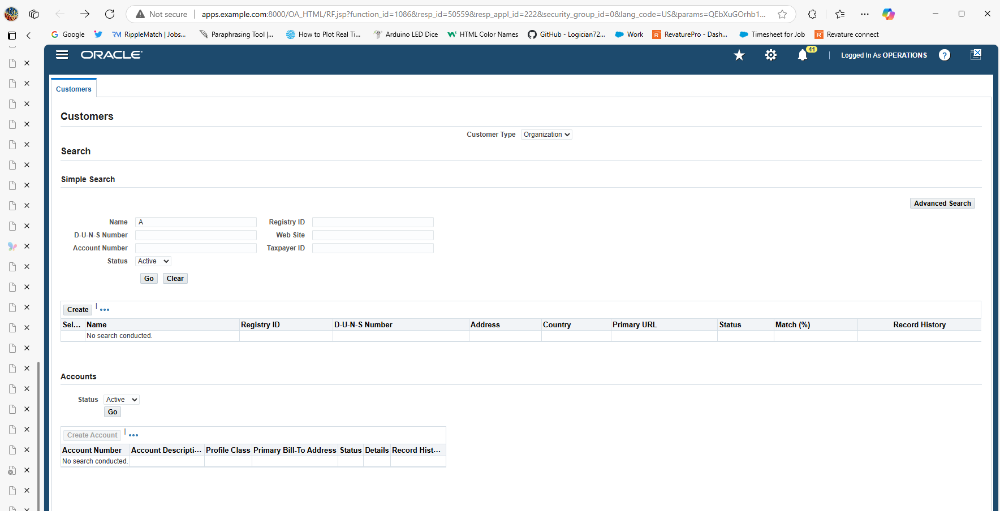 Not secure apps.example.com:8000/OA_HTML/RF.jsp?function_id=1086&resp_id=50559&resp_appl_id=222&security_group_id=0&lang_code=US&params=QEbXuGOrhb1...
Google RippleMatch | Jobs... Paraphrasing Tool |... How to Plot Real Ti... Arduino LED Dice HTML Color Names GitHub - Logician72... Work RevaturePro - Dash... Timesheet for Job Revature connect
ORACLE 41 Logged In As OPERATIONS ?
Customers
Customers
Customer Type Organization
Search
Simple Search
Advanced Search
Name A Registry ID
D-U-N-S Number Web Site
Account Number Taxpayer ID
Status Active
Go Clear
Create
Sel... Name Registry ID D-U-N-S Number Address Country Primary URL Status Match (%) Record History
No search conducted.
Accounts
Status Active
Go
Create Account
Account Number Account Descripti... Profile Class Primary Bill-To Address Status Details Record Hist...
No search conducted.